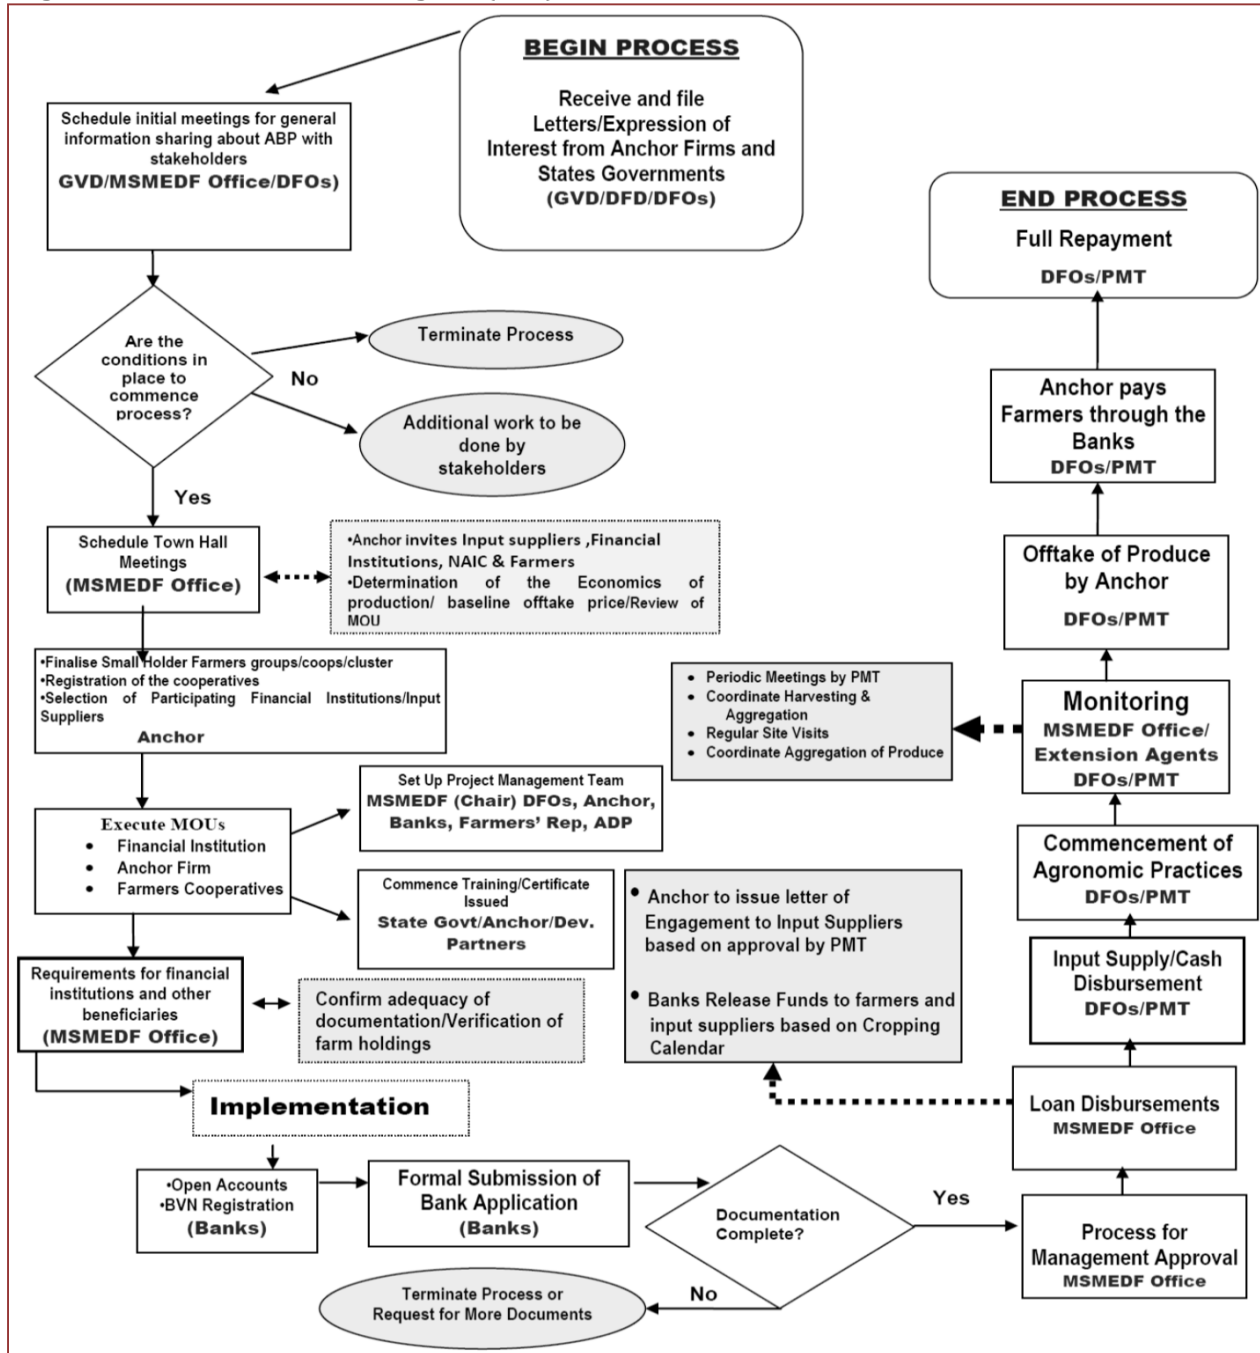 BEGIN PROCESS
Receive and file
Letters/Expression of
Interest from Anchor Firms and
States Governments
(GVD/DFD/DFOs)
Schedule initial meetings for general
information sharing about ABP with
stakeholders
GVD/MSMEDF Office/DFOs)
Are the
conditions in
place to
commence
process?
Terminate Process
No
Additional work to be
done by
stakeholders
Yes
Schedule Town Hall
Meetings
(MSMEDF Office)
•Anchor invites Input suppliers ,Financial
Institutions, NAIC & Farmers
•Determination of the Economics of
production/ baseline offtake price/Review of
MOU
•Finalise Small Holder Farmers groups/coops/cluster
•Registration of the cooperatives
•Selection of Participating Financial Institutions/Input
Suppliers
Anchor
Execute MOUs
• Financial Institution
• Anchor Firm
• Farmers Cooperatives
Set Up Project Management Team
MSMEDF (Chair) DFOs, Anchor,
Banks, Farmers' Rep, ADP
Commence Training/Certificate
Issued
State Govt/Anchor/Dev.
Partners
Requirements for financial
institutions and other
beneficiaries
(MSMEDF Office)
Confirm adequacy of
documentation/Verification of
farm holdings
Implementation
•Open Accounts
•BVN Registration
(Banks)
Formal Submission of
Bank Application
(Banks)
Documentation
Complete?
No
Terminate Process or
Request for More Documents
Yes
Process for
Management Approval
MSMEDF Office
Loan Disbursements
MSMEDF Office
• Anchor to issue letter of
Engagement to Input Suppliers
based on approval by PMT
• Banks Release Funds to farmers and
input suppliers based on Cropping
Calendar
Input Supply/Cash
Disbursement
DFOs/PMT
Commencement of
Agronomic Practices
DFOs/PMT
Monitoring
MSMEDF Office/
Extension Agents
DFOs/PMT
• Periodic Meetings by PMT
• Coordinate Harvesting &
Aggregation
• Regular Site Visits
• Coordinate Aggregation of Produce
Offtake of Produce
by Anchor
DFOs/PMT
Anchor pays
Farmers through the
Banks
DFOs/PMT
END PROCESS
Full Repayment
DFOs/PMT